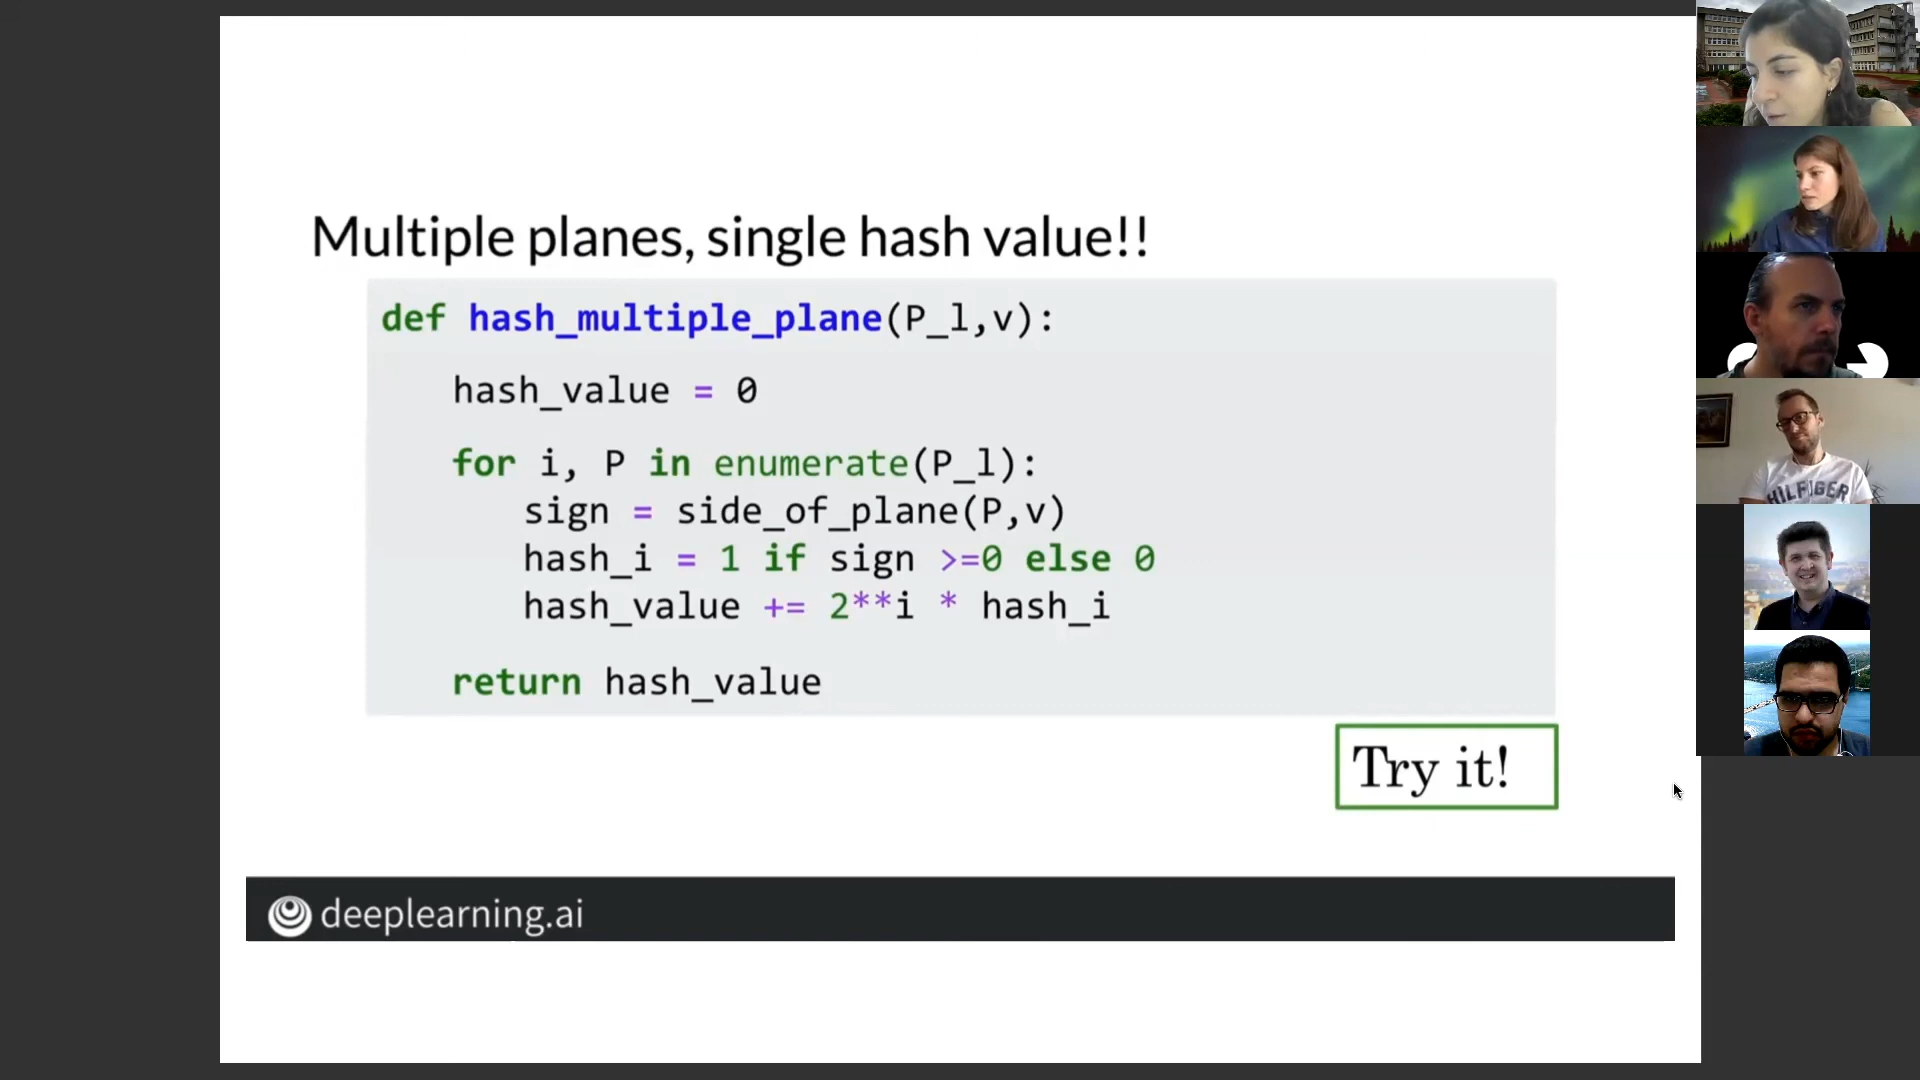 Multiple planes, single hash value!!
def hash_multiple_plane(P_l,v):
hash_value = 0
for i, P in enumerate(P_l):
sign = side_of_plane(P,v)
hash_i = 1 if sign >=0 else 0
hash_value += 2**i * hash_i
return hash_value
Try it!
deeplearning.ai
HILFIGER